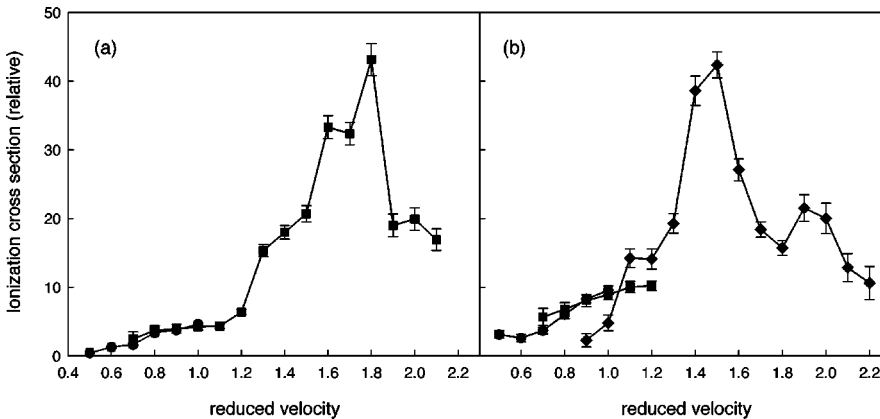 (a)
(b)
Ionization cross section (relative)
50
40
30
20
10
0
0.4 0.6 0.8 1.0 1.2 1.4 1.6 1.8 2.0 2.2
0.6 0.8 1.0 1.2 1.4 1.6 1.8 2.0 2.2
reduced velocity
reduced velocity